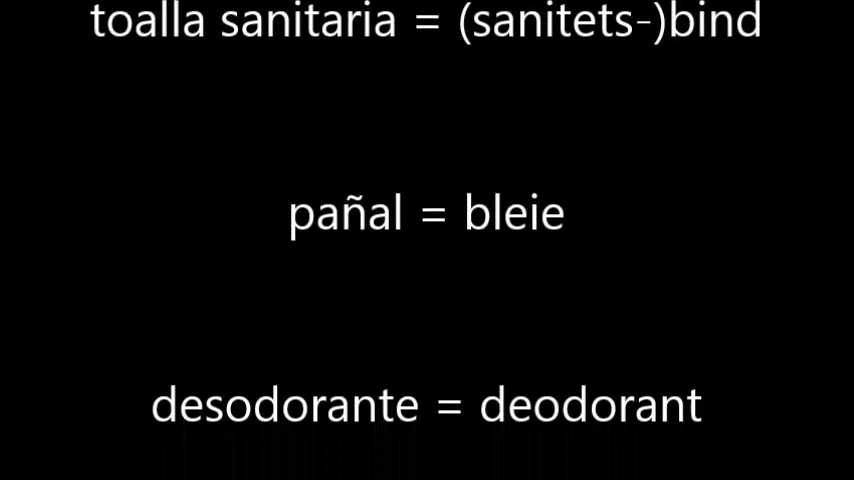 toalla sanitaria = (sanitets-)bind
pañal = bleie
desodorante = deodorant